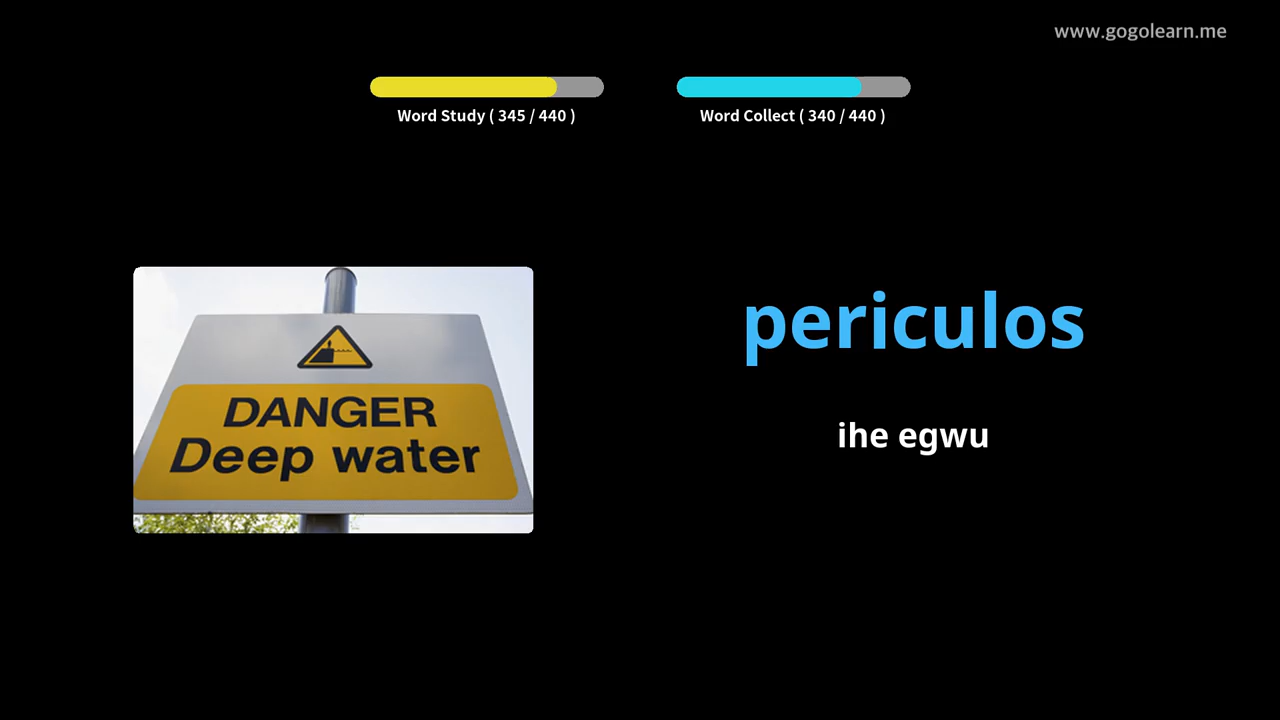 www.gogolearn.me
Word Study ( 345 / 440 )
Word Collect ( 340 / 440 )
DANGER
Deep water
periculos
ihe egwu